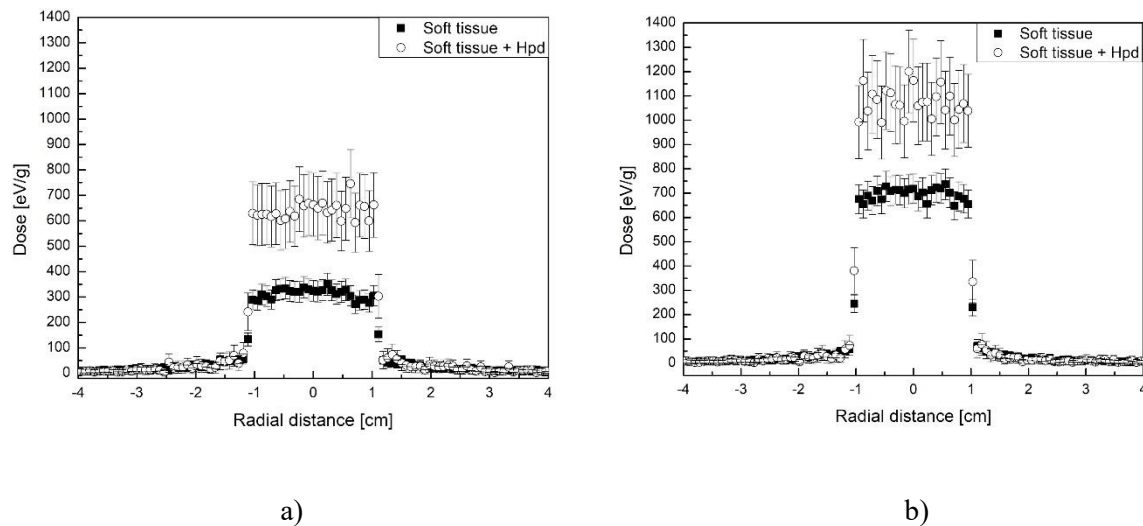 1400
1300
1200
1100
1000
900
800
700
600
500
400
300
200
100
0
Dose [eV/g]
Soft tissue
Soft tissue + Hpd
-4 -3 -2 -1 0 1 2 3 4
Radial distance [cm]
a)
1400
1300
1200
1100
1000
900
800
700
600
500
400
300
200
100
0
Dose [eV/g]
Soft tissue
Soft tissue + Hpd
-4 -3 -2 -1 0 1 2 3 4
Radial distance [cm]
b)